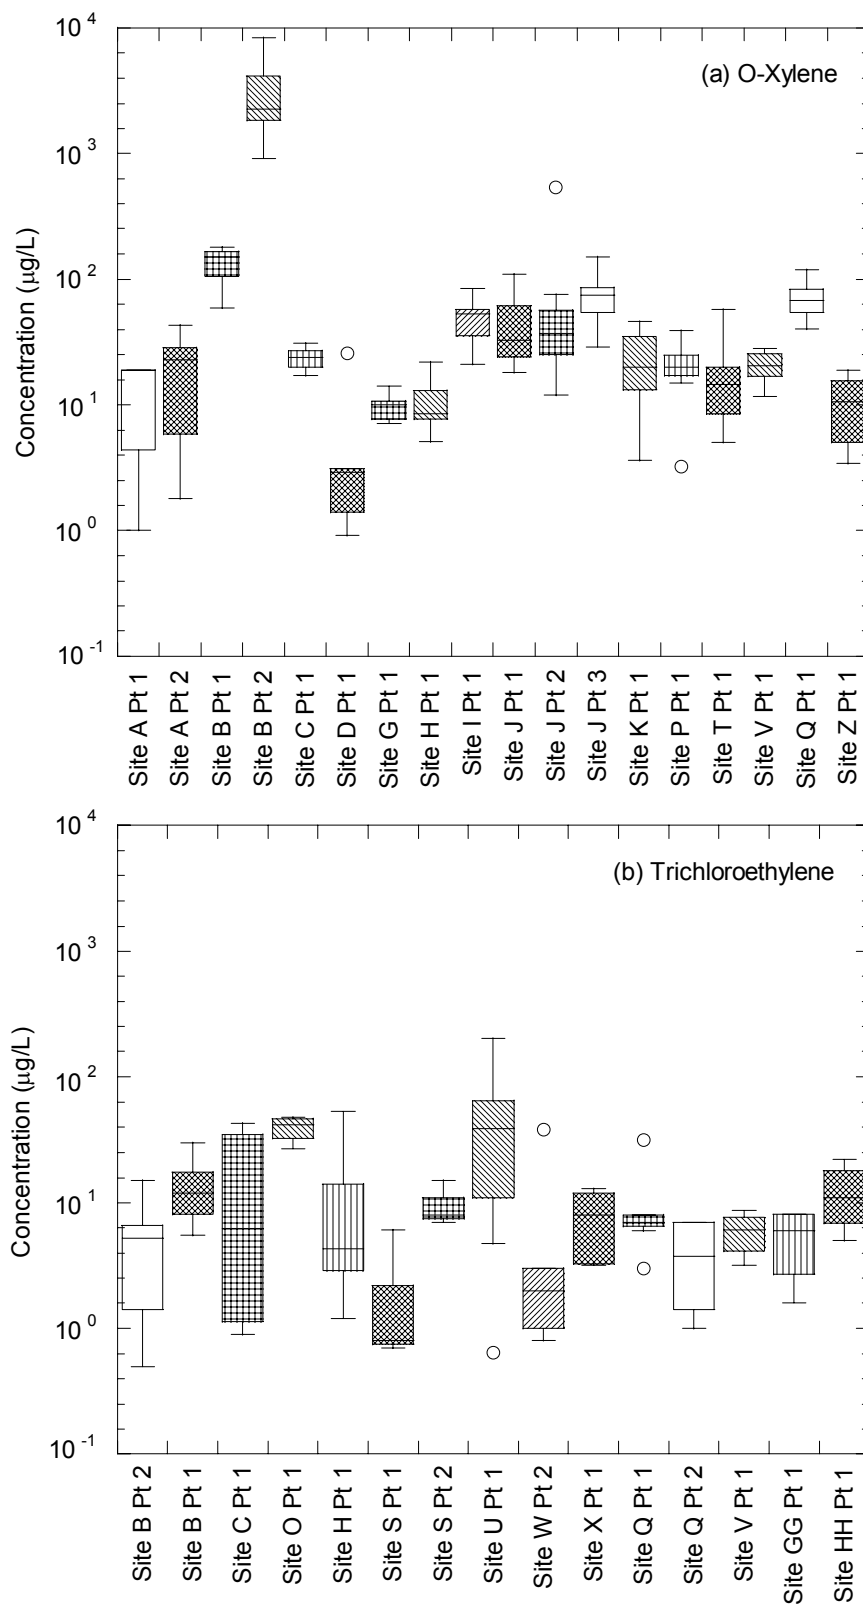 (a) O-Xylene
Concentration (µg/L)
10^4
10^3
10^2
10^1
10^0
10^-1
Site A Pt 1
Site A Pt 2
Site B Pt 1
Site B Pt 2
Site C Pt 1
Site D Pt 1
Site G Pt 1
Site H Pt 1
Site I Pt 1
Site J Pt 1
Site J Pt 2
Site J Pt 3
Site K Pt 1
Site P Pt 1
Site T Pt 1
Site V Pt 1
Site Q Pt 1
Site Z Pt 1
(b) Trichloroethylene
Concentration (µg/L)
10^4
10^3
10^2
10^1
10^0
10^-1
Site B Pt 2
Site B Pt 1
Site C Pt 1
Site O Pt 1
Site H Pt 1
Site S Pt 1
Site S Pt 2
Site U Pt 1
Site W Pt 2
Site X Pt 1
Site Q Pt 1
Site Q Pt 2
Site V Pt 1
Site GG Pt 1
Site HH Pt 1